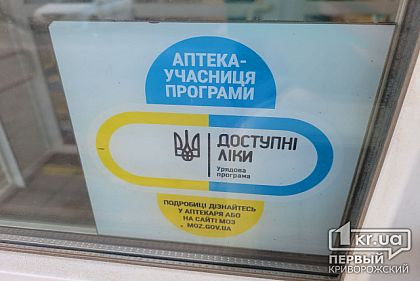 АПТЕКА-
УЧАСНИЦЯ
ПРОГРАМИ
ДОСТУПНІ
ЛІКИ
Урядова
програма
ПОДРОБИЦІ ДІЗНАЙТЕСЬ
У АПТЕКАРЯ АБО
НА САЙТІ МОЗ
MOZ.GOV.UA
1kr.ua
ПЕРВЫЙ
КРИВОРОЖСКИЙ